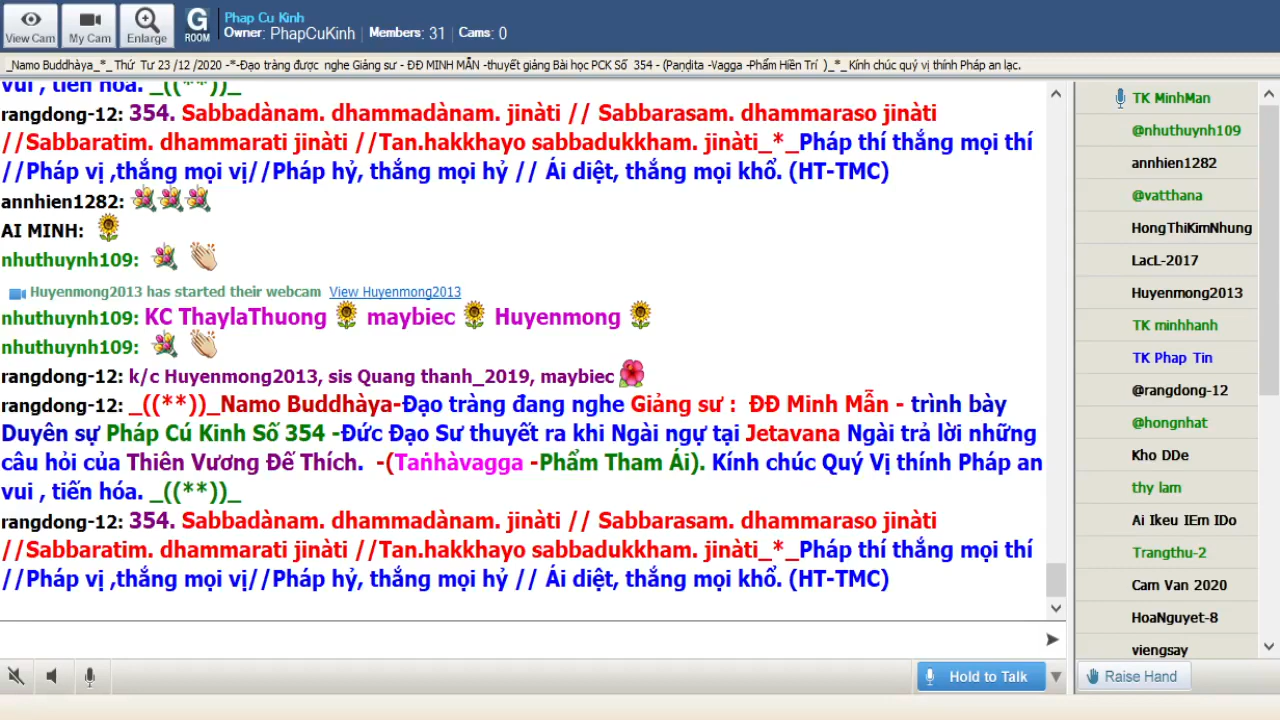 View Cam
My Cam
Enlarge
G
ROOM
Phap Cu Kinh
Owner: PhapCuKinh | Members: 31 | Cams: 0
_Namo Buddhàya_*_ Thứ Tư 23 /12 /2020 -*-Đạo tràng được nghe Giảng sư - ĐĐ MINH MẪN -thuyết giảng Bài học PCK Số 354 - (Paṇḍita -Vagga -Phẩm Hiền Trí )_*_ Kính chúc quý vị thính Pháp an lạc.
vui , tiến hóa. _((**))_
rangdong-12: 354. Sabbadànam. dhammadànam. jinàti // Sabbarasam. dhammaraso jinàti
//Sabbaratim. dhammarati jinàti //Tan.hakkhayo sabbadukkham. jinàti_*_Pháp thí thắng mọi thí
//Pháp vị ,thắng mọi vị//Pháp hỷ, thắng mọi hỷ // Ái diệt, thắng mọi khổ. (HT-TMC)
annhien1282:
AI MINH:
nhuthuynh109:
Huyenmong2013 has started their webcam View Huyenmong2013
nhuthuynh109: KC ThaylaThuong maybiec Huyenmong
nhuthuynh109:
rangdong-12: k/c Huyenmong2013, sis Quang thanh_2019, maybiec
rangdong-12: _((**))_Namo Buddhàya-Đạo tràng đang nghe Giảng sư : ĐĐ Minh Mẫn - trình bày
Duyên sự Pháp Cú Kinh Số 354 -Đức Đạo Sư thuyết ra khi Ngài ngự tại Jetavana Ngài trả lời những
câu hỏi của Thiên Vương Đế Thích. -(Taṅhàvagga -Phẩm Tham Ái). Kính chúc Quý Vị thính Pháp an
vui , tiến hóa. _((**))_
rangdong-12: 354. Sabbadànam. dhammadànam. jinàti // Sabbarasam. dhammaraso jinàti
//Sabbaratim. dhammarati jinàti //Tan.hakkhayo sabbadukkham. jinàti_*_Pháp thí thắng mọi thí
//Pháp vị ,thắng mọi vị//Pháp hỷ, thắng mọi hỷ // Ái diệt, thắng mọi khổ. (HT-TMC)
Hold to Talk
TK MinhMan
@nhuthuynh109
annhien1282
@vatthana
HongThiKimNhung
LacL-2017
Huyenmong2013
TK minhhanh
TK Phap Tin
@rangdong-12
@hongnhat
Kho DDe
thy lam
Ai Ikeu IEm IDo
Trangthu-2
Cam Van 2020
HoaNguyet-8
viengsay
Raise Hand